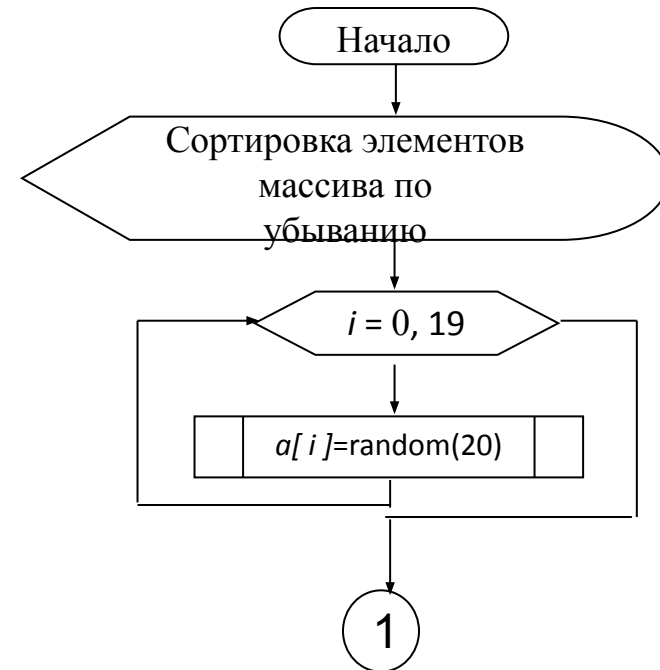 Начало
Сортировка элементов
массива по
убыванию
i = 0, 19
a[ i ]=random(20)
1